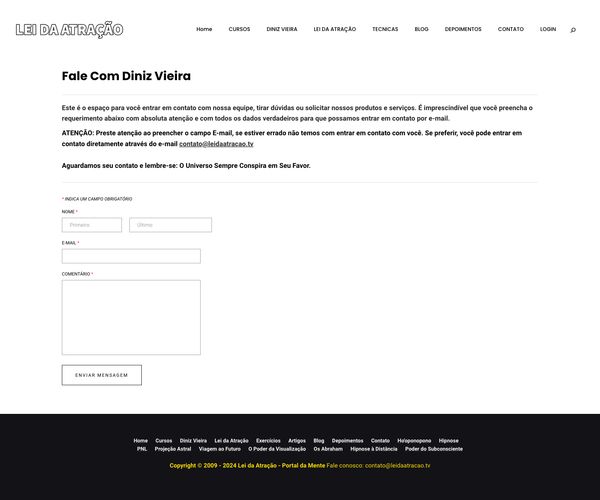 LEI DA ATRAÇÃO
Home CURSOS DINIZ VIEIRA LEI DA ATRAÇÃO TECNICAS BLOG DEPOIMENTOS CONTATO LOGIN
Fale Com Diniz Vieira
Este é o espaço para você entrar em contato com nossa equipe, tirar dúvidas ou solicitar nossos produtos e serviços. É imprescindível que você preencha o
requerimento abaixo com absoluta atenção e com todos os dados verdadeiros para que possamos entrar em contato por e-mail.
ATENÇÃO: Preste atenção ao preencher o campo E-mail, se estiver errado não temos com entrar em contato com você. Se preferir, você pode entrar em
contato diretamente através do e-mail contato@leidaatracao.tv
Aguardamos seu contato e lembre-se: O Universo Sempre Conspira em Seu Favor.
* INDICA UM CAMPO OBRIGATÓRIO
NOME *
Primeiro Último
E-MAIL *
COMENTÁRIO *
ENVIAR MENSAGEM
Home Cursos Diniz Vieira Lei da Atração Exercícios Artigos Blog Depoimentos Contato Ho'oponopono Hipnose
PNL Projeção Astral Viagem ao Futuro O Poder da Visualização Os Abraham Hipnose à Distância Poder do Subconsciente
Copyright © 2009 - 2024 Lei da Atração - Portal da Mente Fale conosco: contato@leidaatracao.tv